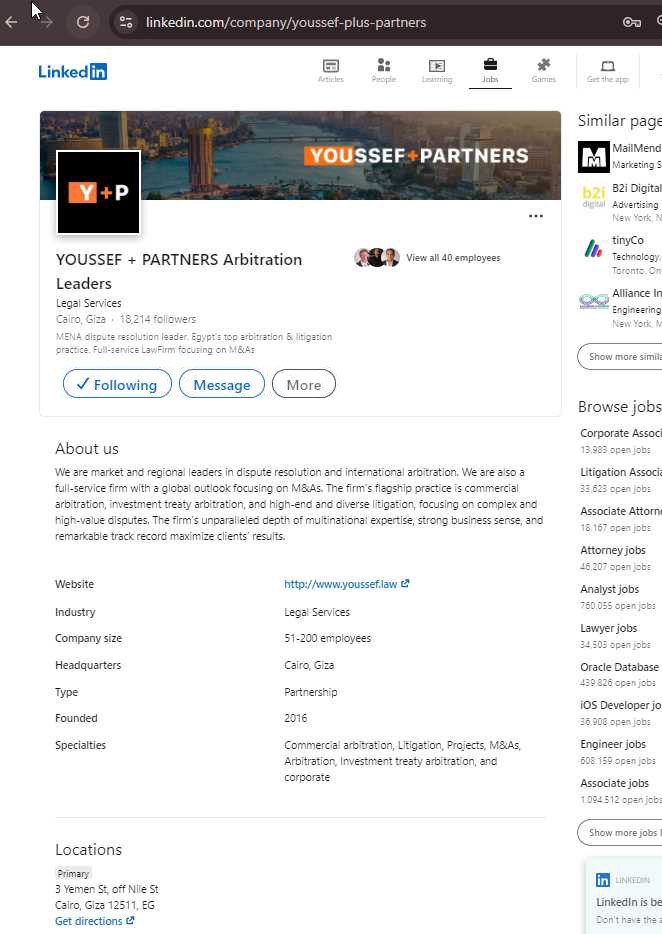 linkedin.com/company/youssef-plus-partners
LinkedIn
Articles
People
Learning
Jobs
Games
Get the app
YOUSSEF+PARTNERS
Y+P
YOUSSEF + PARTNERS Arbitration
Leaders
Legal Services
Cairo, Giza · 18,214 followers
MENA dispute resolution leader. Egypt's top arbitration & litigation
practice. Full-service LawFirm focusing on M&As
View all 40 employees
Following
Message
More
About us
We are market and regional leaders in dispute resolution and international arbitration. We are also a
full-service firm with a global outlook focusing on M&As. The firm's flagship practice is commercial
arbitration, investment treaty arbitration, and high-end and diverse litigation, focusing on complex and
high-value disputes. The firm's unparalleled depth of multinational expertise, strong business sense, and
remarkable track record maximize clients' results.
Website
http://www.youssef.law
Industry
Legal Services
Company size
51-200 employees
Headquarters
Cairo, Giza
Type
Partnership
Founded
2016
Specialties
Commercial arbitration, Litigation, Projects, M&As,
Arbitration, Investment treaty arbitration, and
corporate
Locations
Primary
3 Yemen St, off Nile St
Cairo, Giza 12511, EG
Get directions
Similar page
M
MailMend
Marketing S
b2i
digital
B2i Digital
Advertising
New York, N
tinyCo
Technology,
Toronto, On
Alliance In
Engineering
New York, M
Show more simila
Browse jobs
Corporate Associ
13,983 open jobs
Litigation Associa
33,623 open jobs
Associate Attorne
18,167 open jobs
Attorney jobs
46,207 open jobs
Analyst jobs
760,055 open jobs
Lawyer jobs
34,503 open jobs
Oracle Database
439,826 open jobs
iOS Developer jo
36,908 open jobs
Engineer jobs
608,159 open jobs
Associate jobs
1,094,512 open jobs
Show more jobs l
in LINKEDIN
LinkedIn is be
Don't have the a